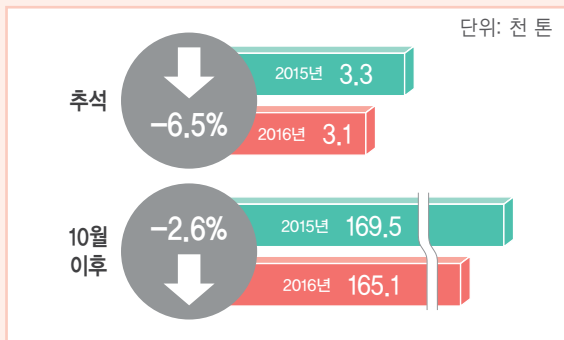 단위: 천 톤
추석
-6.5%
2015년 3.3
2016년 3.1
10월
이후
-2.6%
2015년 169.5
2016년 165.1